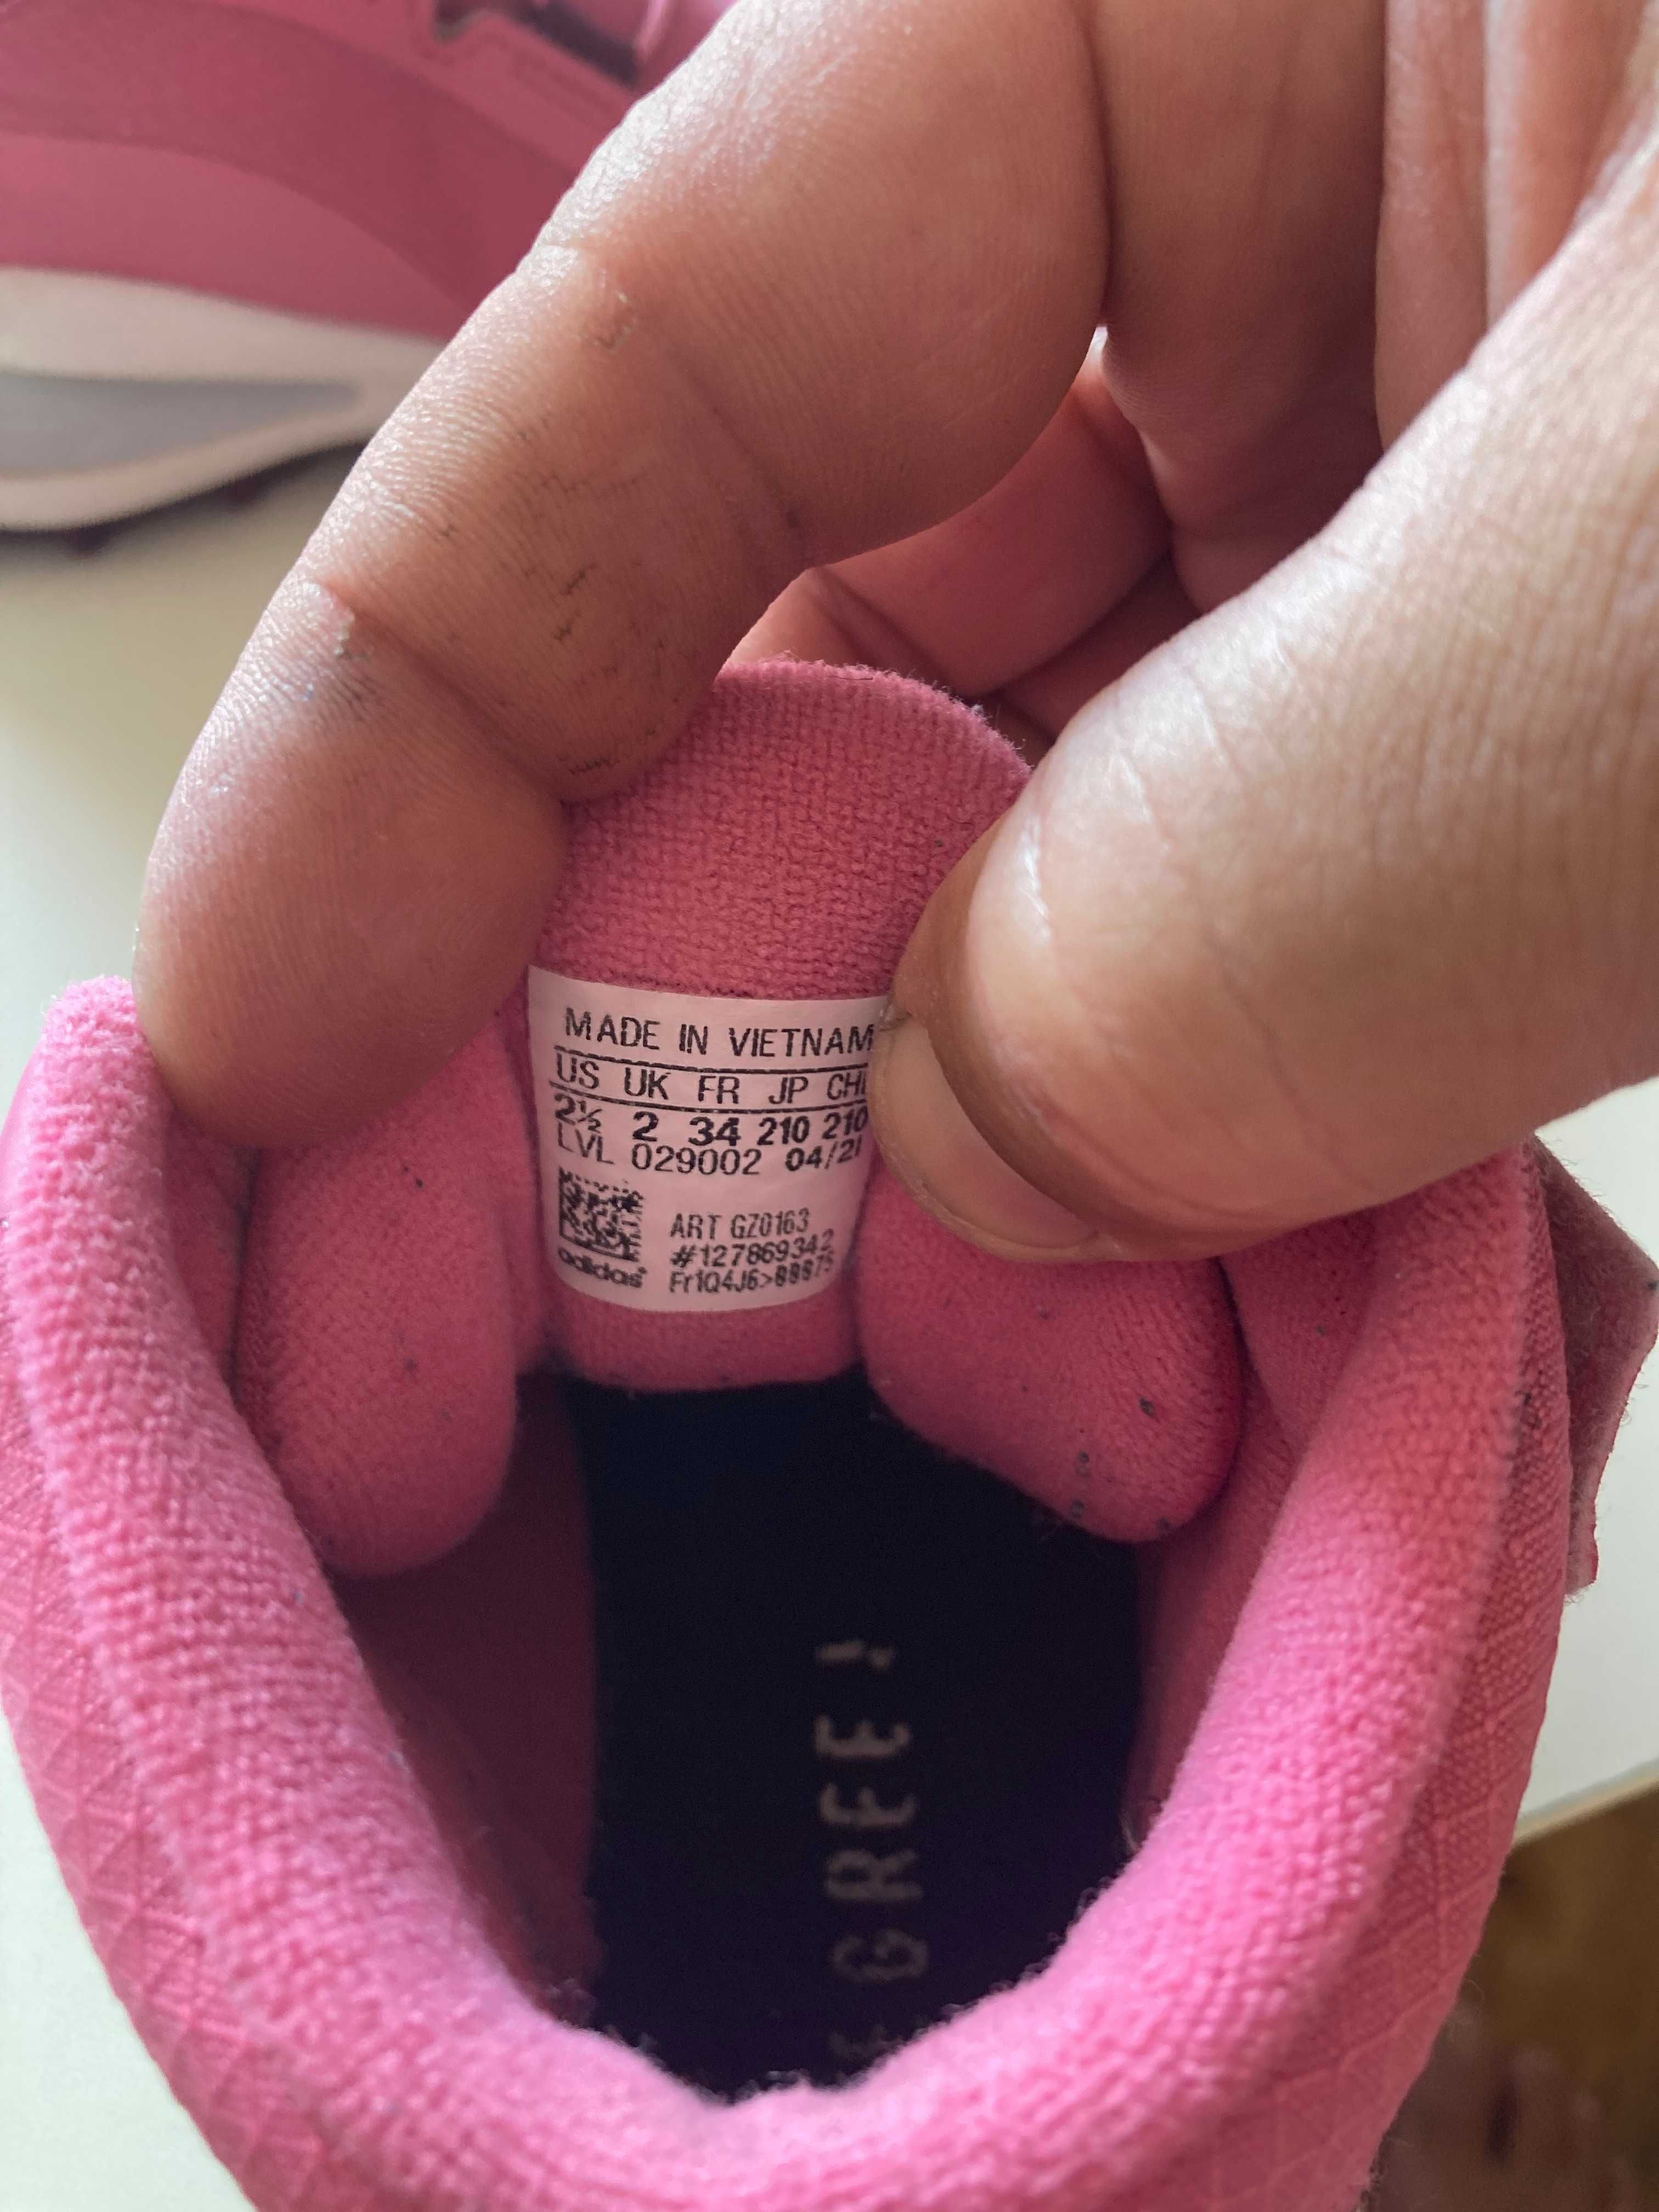 MADE IN VIETNAM
US UK FR JP
2½ 2 34 210 210
LVL 029002 04/21
ART GZ0163
#127869342
adidas